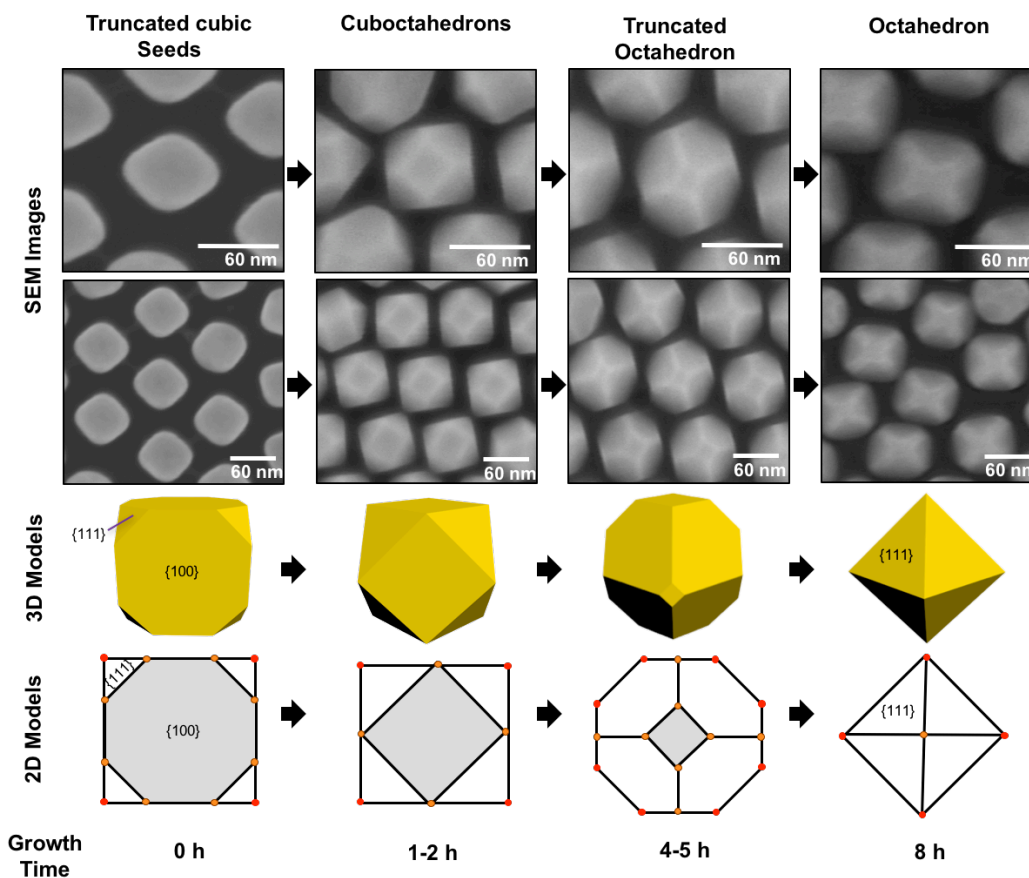 Truncated cubic
Seeds
Cuboctahedrons
Truncated
Octahedron
Octahedron
SEM Images
60 nm
60 nm
60 nm
60 nm
60 nm
60 nm
60 nm
60 nm
3D Models
{111}
{100}
{111}
2D Models
{111}
{100}
{111}
Growth
Time
0 h
1-2 h
4-5 h
8 h